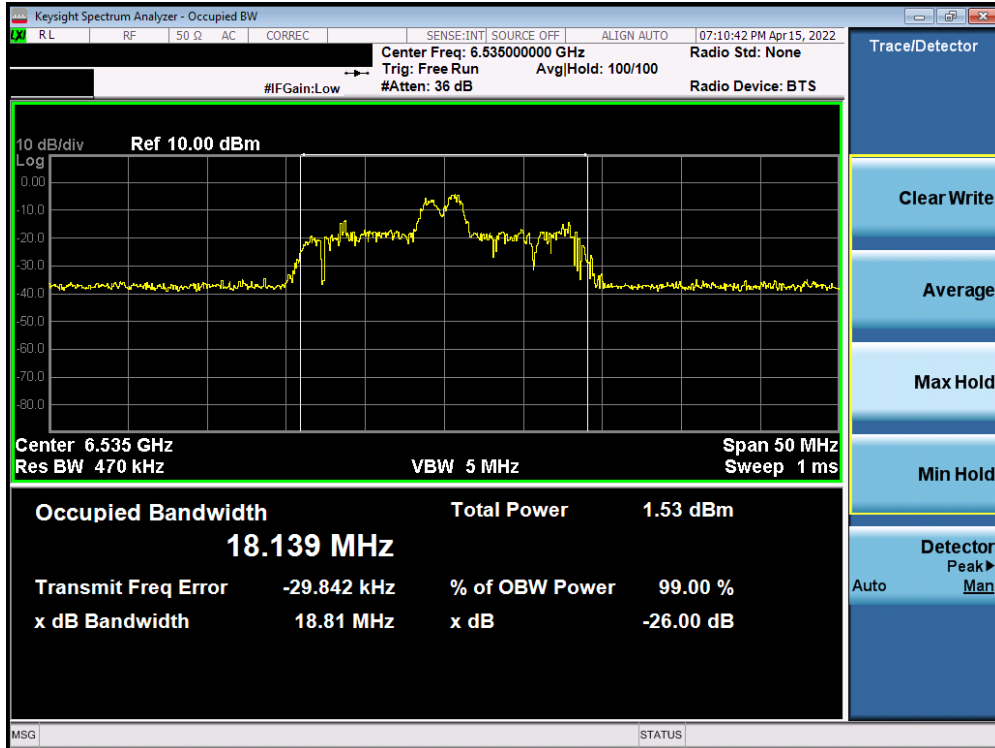 Keysight Spectrum Analyzer - Occupied BW
LXI RL RF 50 Ω AC CORREC SENSE:INT SOURCE OFF ALIGN AUTO 07:10:42 PM Apr 15, 2022
Center Freq: 6.535000000 GHz Radio Std: None
Trig: Free Run Avg|Hold: 100/100
#IFGain:Low #Atten: 36 dB Radio Device: BTS
10 dB/div Ref 10.00 dBm
Log
0.00
-10.0
-20.0
-30.0
-40.0
-50.0
-60.0
-70.0
-80.0
Center 6.535 GHz Span 50 MHz
Res BW 470 kHz VBW 5 MHz Sweep 1 ms
Occupied Bandwidth Total Power 1.53 dBm
18.139 MHz
Transmit Freq Error -29.842 kHz % of OBW Power 99.00 %
x dB Bandwidth 18.81 MHz x dB -26.00 dB
MSG STATUS
Trace/Detector
Clear Write
Average
Max Hold
Min Hold
Detector
Peak▶
Auto Man